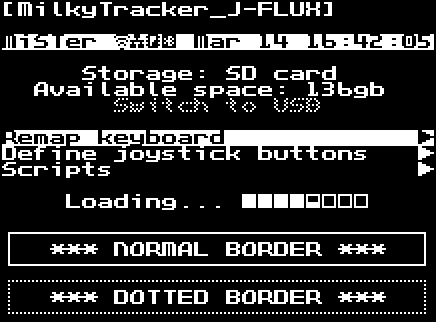 [MilkyTracker_J-FLUX]
MiSTer Mar 14 16:42:05
Storage: SD card
Available space: 136gb
Switch to USB
Remap keyboard
Define joystick buttons
Scripts
Loading...
*** NORMAL BORDER ***
*** DOTTED BORDER ***